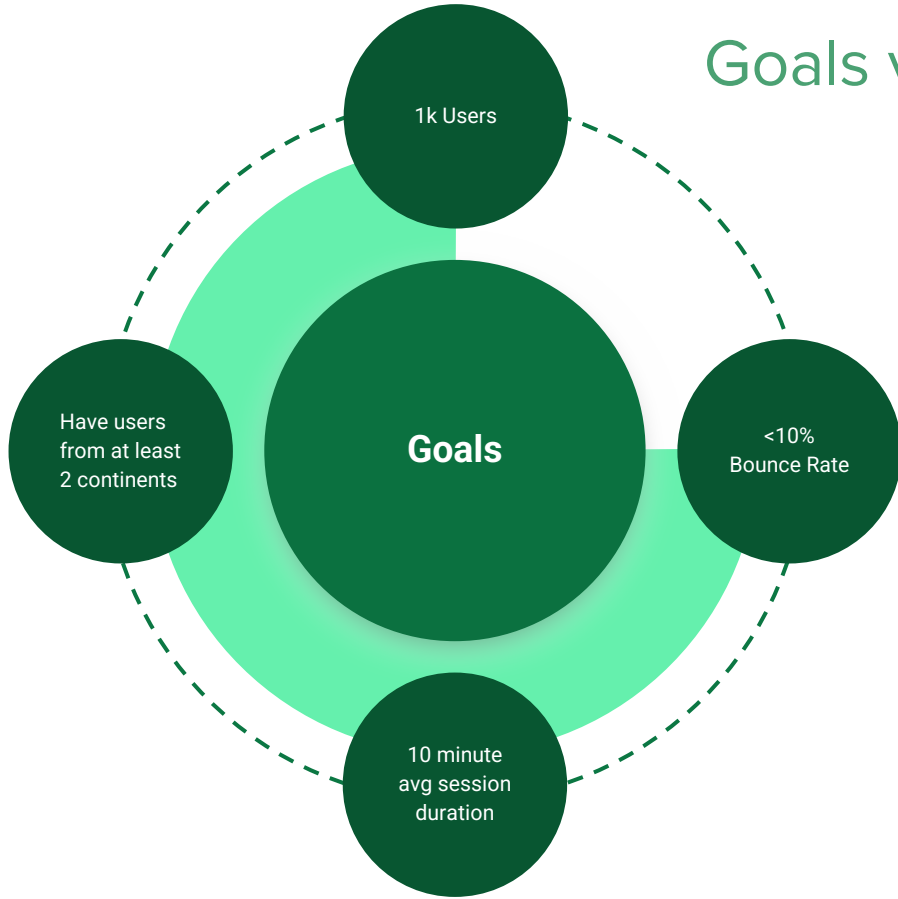 Goals
1k Users
Have users
from at least
2 continents
Goals
<10%
Bounce Rate
10 minute
avg session
duration